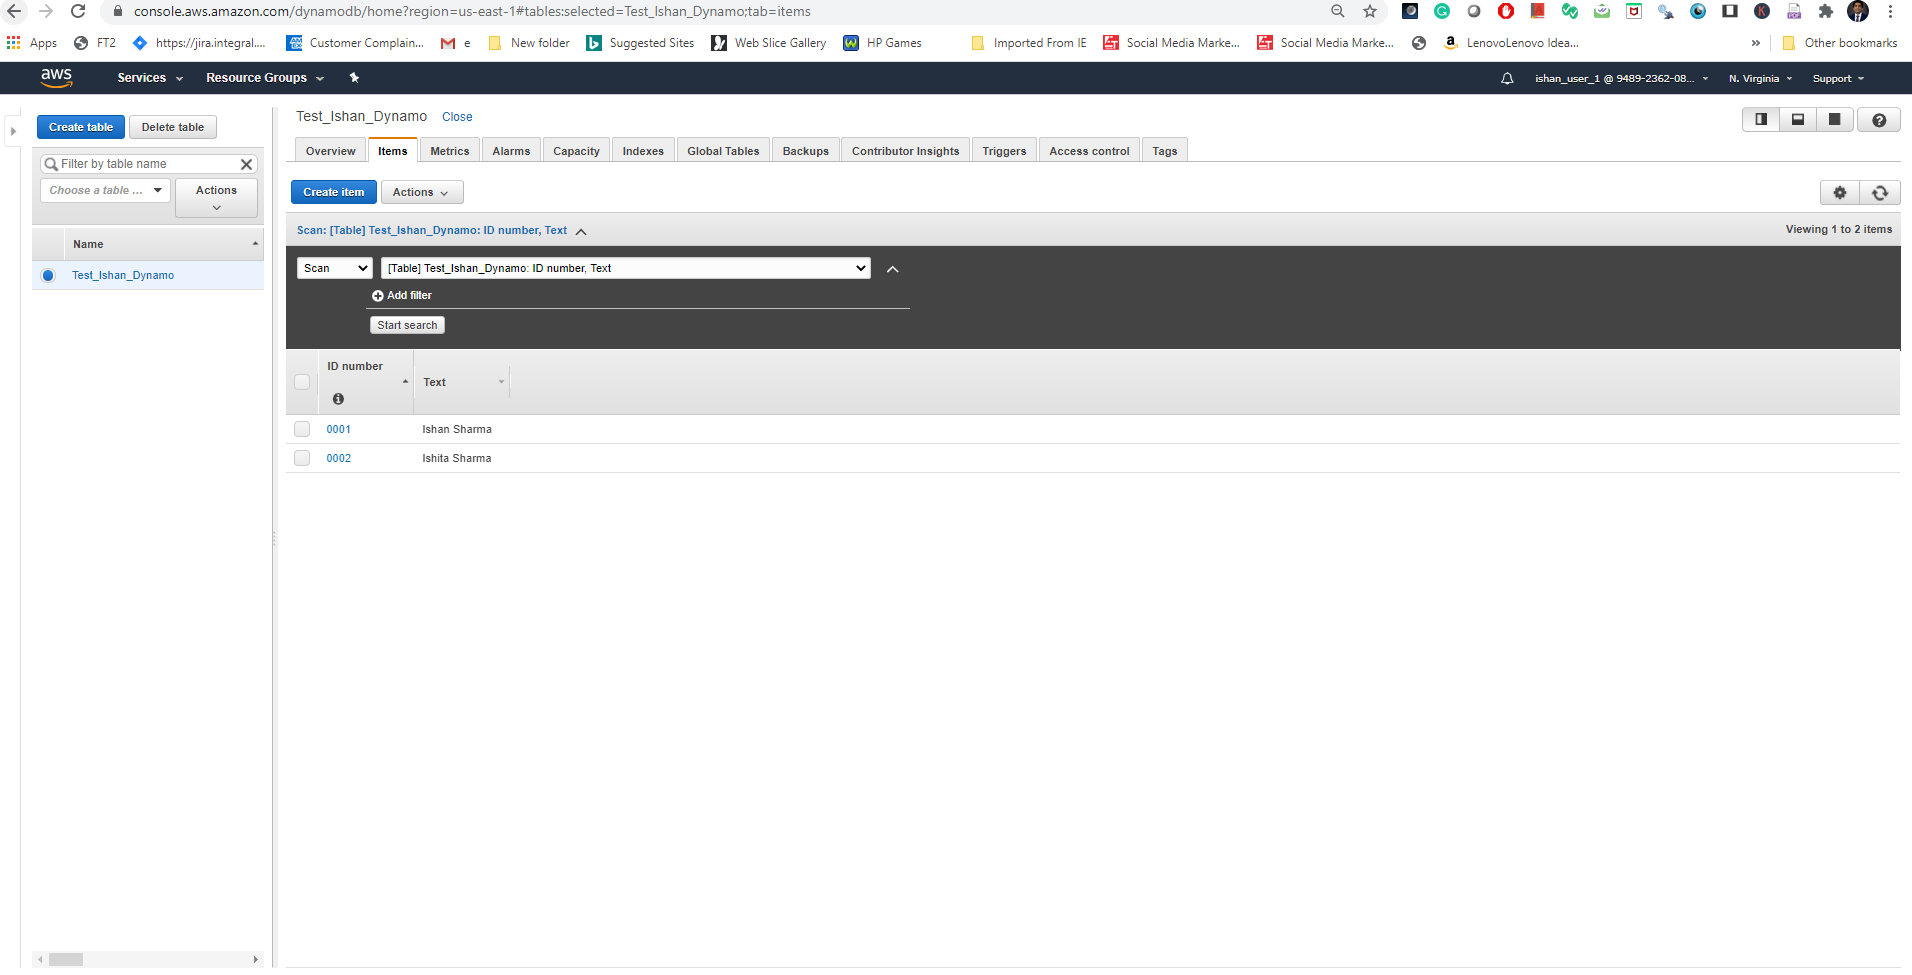 console.aws.amazon.com/dynamodb/home?region=us-east-1#tables:selected=Test_Ishan_Dynamo;tab=items
Apps FT2 https://jira.integral.... Customer Complain... e New folder Suggested Sites Web Slice Gallery HP Games Imported From IE Social Media Marke... Social Media Marke... LenovoLenovo Idea... » Other bookmarks
aws Services Resource Groups ishan_user_1 @ 9489-2362-08... N. Virginia Support
Test_Ishan_Dynamo Close
Create table Delete table
Overview Items Metrics Alarms Capacity Indexes Global Tables Backups Contributor Insights Triggers Access control Tags
Filter by table name
Choose a table ... Actions
Create item Actions
Scan: [Table] Test_Ishan_Dynamo: ID number, Text Viewing 1 to 2 items
Name
Test_Ishan_Dynamo
Scan [Table] Test_Ishan_Dynamo: ID number, Text
Add filter
Start search
ID number
Text
0001 Ishan Sharma
0002 Ishita Sharma